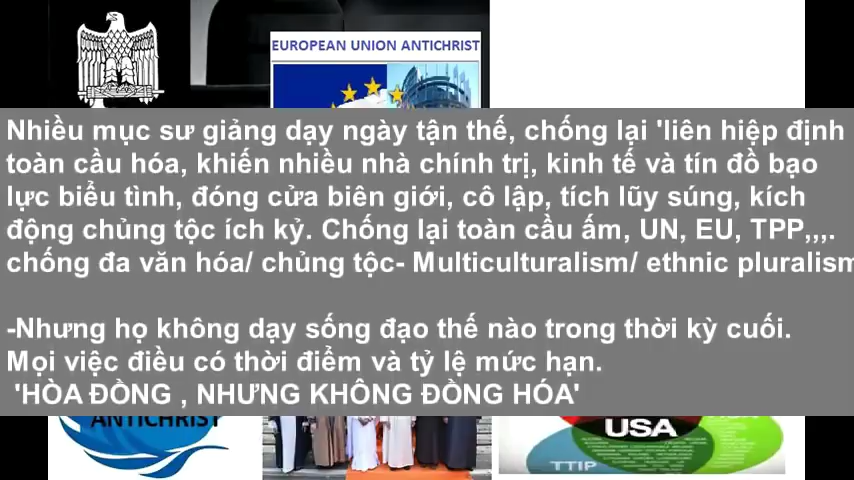 EUROPEAN UNION ANTICHRIST
Nhiều mục sư giảng dạy ngày tận thế, chống lại 'liên hiệp định
toàn cầu hóa, khiến nhiều nhà chính trị, kinh tế và tín đồ bạo
lực biểu tình, đóng cửa biên giới, cô lập, tích lũy súng, kích
động chủng tộc ích kỷ. Chống lại toàn cầu ấm, UN, EU, TPP,,,.
chống đa văn hóa/ chủng tộc- Multiculturalism/ ethnic pluralism
-Nhưng họ không dạy sống đạo thế nào trong thời kỳ cuối.
Mọi việc điều có thời điểm và tỷ lệ mức hạn.
'HÒA ĐỒNG , NHƯNG KHÔNG ĐỒNG HÓA'
ANTICHRIST
USA
TTIP